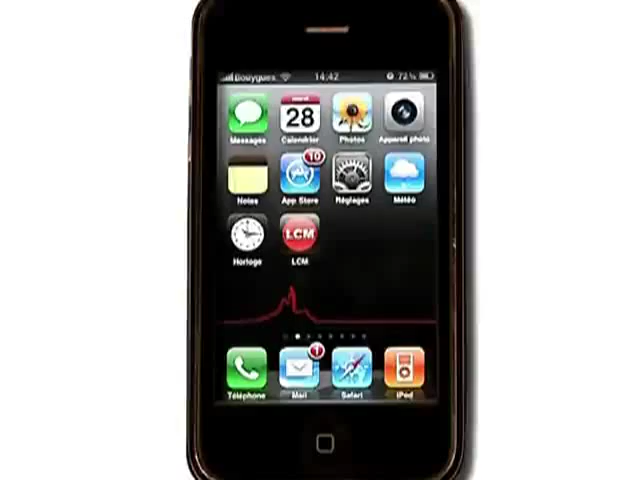 Bouygues 14:42 72%
mardi
28
Messages Calendrier Photos Appareil photo
10
Notes App Store Réglages Météo
LCM
Horloge LCM
1
Téléphone Mail Safari iPod